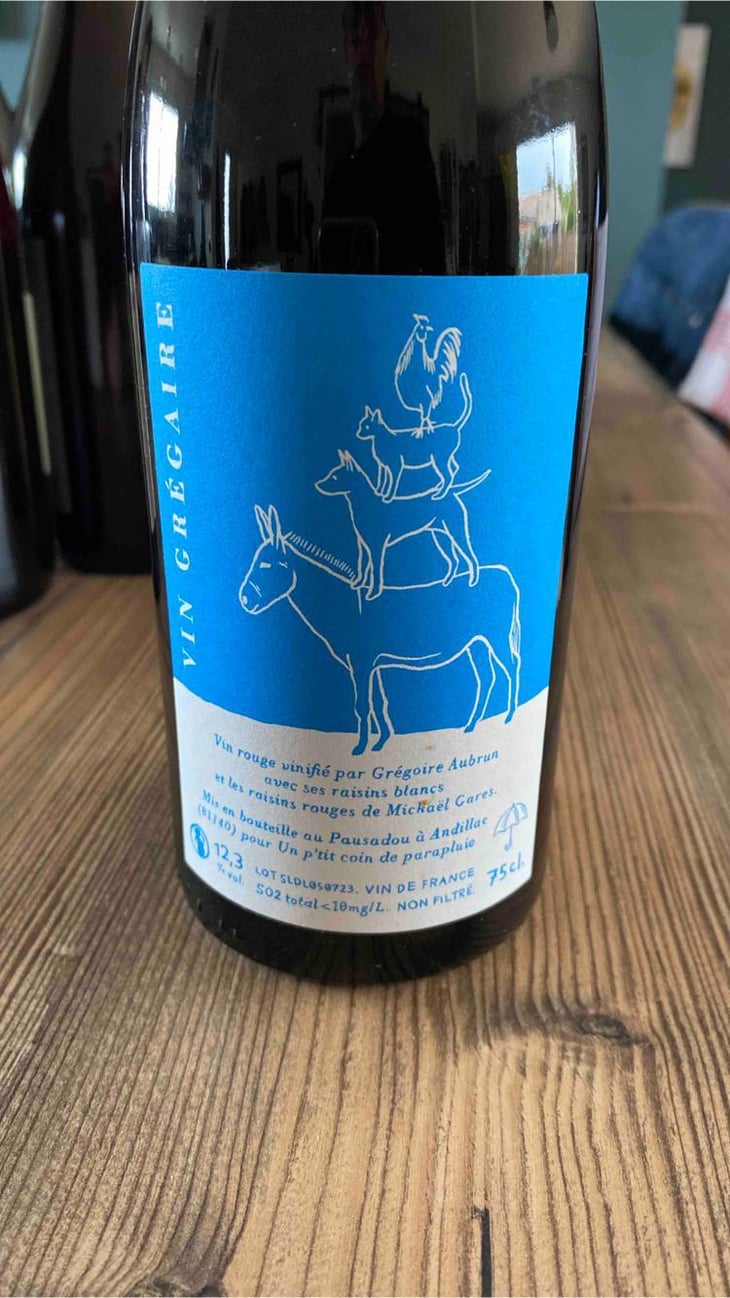 VIN GRÉGAIRE
Vin rouge vinifié par Grégoire Aubrun
avec ses raisins blancs
et les raisins rouges de Mickaël Gares.
Mis en bouteille au Pausadou à Andillac
(81140) pour Un p'tit coin de parapluie
12,3
% vol.
LOT SLDL050723. VIN DE FRANCE
SO2 total<10mg/L. NON FILTRÉ.
75cl.